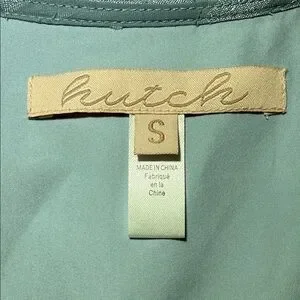 hutch
S
MADE IN CHINA
Fabriqué
en la
Chine